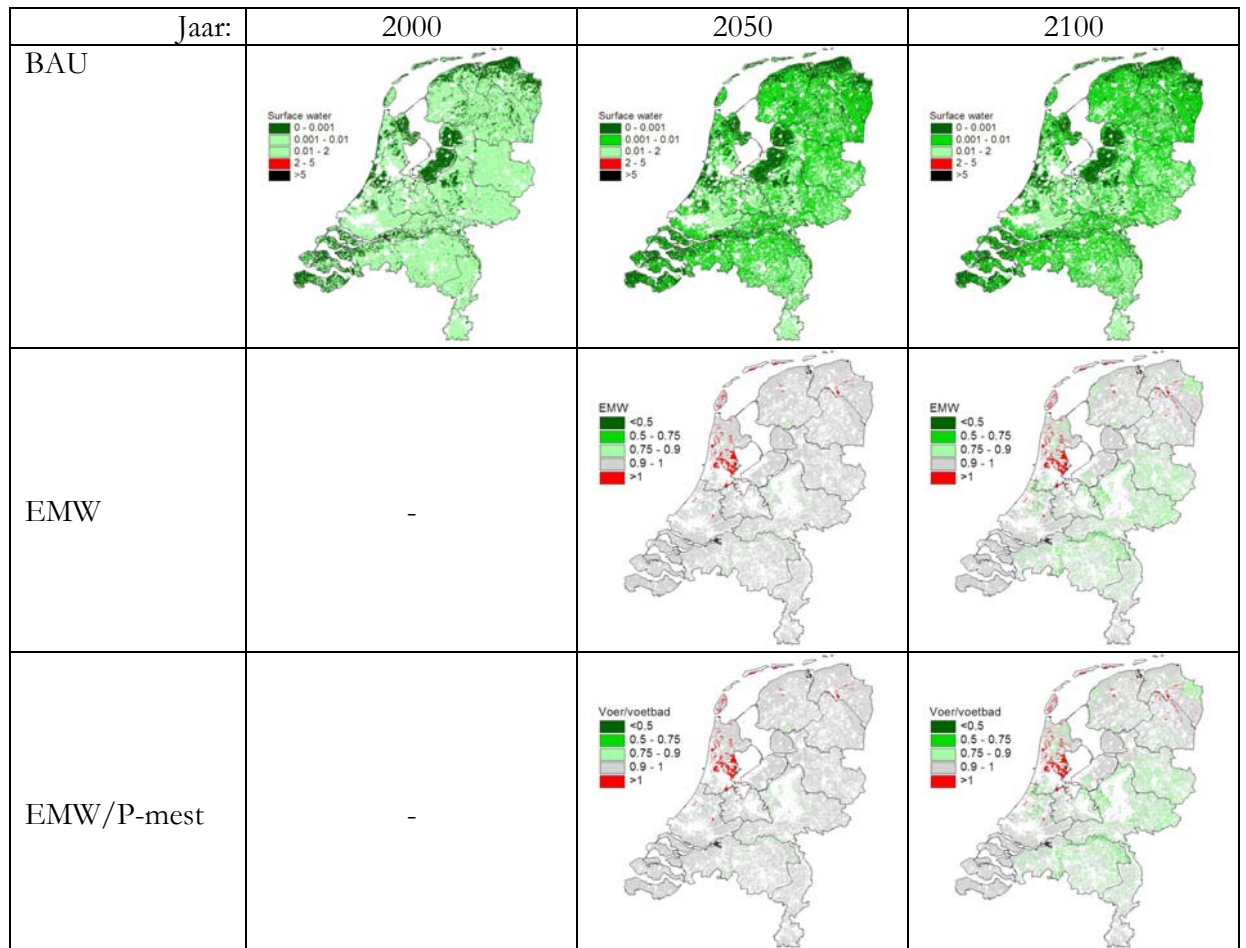 Jaar: 2000 2050 2100
BAU
Surface water
0 - 0.001
0.001 - 0.01
0.01 - 2
2 - 5
>5
Surface water
0 - 0.001
0.001 - 0.01
0.01 - 2
2 - 5
>5
Surface water
0 - 0.001
0.001 - 0.01
0.01 - 2
2 - 5
>5
EMW
-
EMW
<0.5
0.5 - 0.75
0.75 - 0.9
0.9 - 1
>1
EMW
<0.5
0.5 - 0.75
0.75 - 0.9
0.9 - 1
>1
EMW/P-mest
-
Voer/voetbad
<0.5
0.5 - 0.75
0.75 - 0.9
0.9 - 1
>1
Voer/voetbad
<0.5
0.5 - 0.75
0.75 - 0.9
0.9 - 1
>1